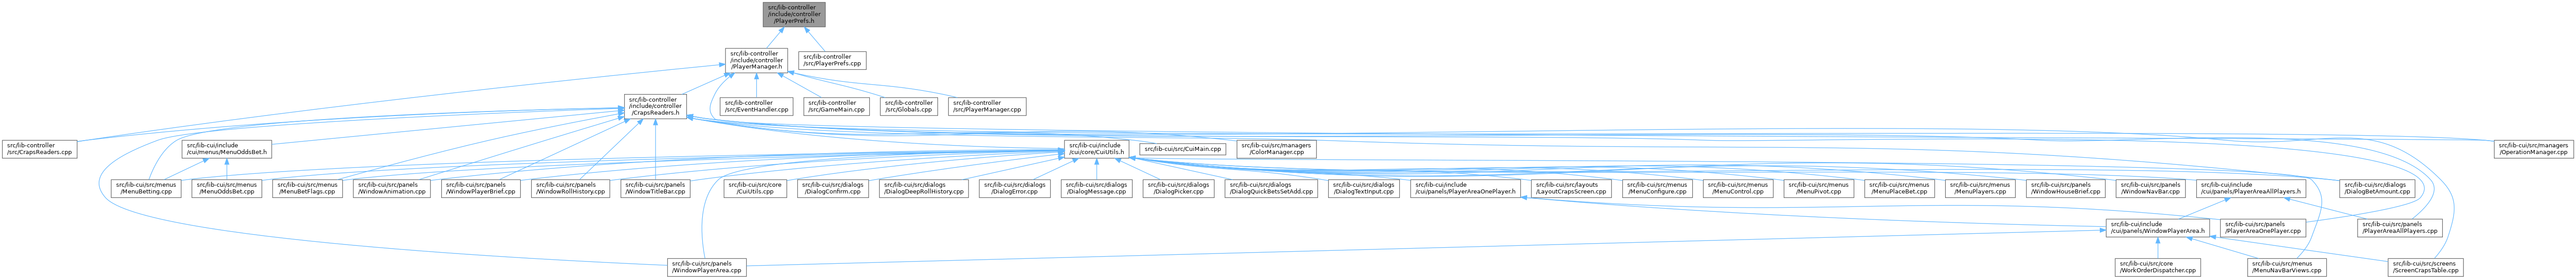 src/lib-controller
/include/controller
/PlayerPrefs.h
src/lib-controller
/include/controller
/PlayerManager.h
src/lib-controller
/src/PlayerPrefs.cpp
src/lib-controller
/include/controller
/CrapsReaders.h
src/lib-controller
/src/EventHandler.cpp
src/lib-controller
/src/GameMain.cpp
src/lib-controller
/src/Globals.cpp
src/lib-controller
/src/PlayerManager.cpp
src/lib-controller
/src/CrapsReaders.cpp
src/lib-cui/include
/cui/menus/MenuOddsBet.h
src/lib-cui/include
/cui/core/CuiUtils.h
src/lib-cui/src/CuiMain.cpp
src/lib-cui/src/managers
/ColorManager.cpp
src/lib-cui/src/managers
/OperationManager.cpp
src/lib-cui/src/menus
/MenuBetting.cpp
src/lib-cui/src/menus
/MenuOddsBet.cpp
src/lib-cui/src/menus
/MenuBetFlags.cpp
src/lib-cui/src/panels
/WindowAnimation.cpp
src/lib-cui/src/panels
/WindowPlayerBrief.cpp
src/lib-cui/src/panels
/WindowRollHistory.cpp
src/lib-cui/src/panels
/WindowTitleBar.cpp
src/lib-cui/src/core
/CuiUtils.cpp
src/lib-cui/src/dialogs
/DialogConfirm.cpp
src/lib-cui/src/dialogs
/DialogDeepRollHistory.cpp
src/lib-cui/src/dialogs
/DialogError.cpp
src/lib-cui/src/dialogs
/DialogMessage.cpp
src/lib-cui/src/dialogs
/DialogPicker.cpp
src/lib-cui/src/dialogs
/DialogQuickBetsSetAdd.cpp
src/lib-cui/src/dialogs
/DialogTextInput.cpp
src/lib-cui/include
/cui/panels/PlayerAreaOnePlayer.h
src/lib-cui/src/layouts
/LayoutCrapsScreen.cpp
src/lib-cui/src/menus
/MenuConfigure.cpp
src/lib-cui/src/menus
/MenuControl.cpp
src/lib-cui/src/menus
/MenuPivot.cpp
src/lib-cui/src/menus
/MenuPlaceBet.cpp
src/lib-cui/src/menus
/MenuPlayers.cpp
src/lib-cui/src/panels
/WindowHouseBrief.cpp
src/lib-cui/src/panels
/WindowNavBar.cpp
src/lib-cui/include
/cui/panels/PlayerAreaAllPlayers.h
src/lib-cui/src/dialogs
/DialogBetAmount.cpp
src/lib-cui/include
/cui/panels/WindowPlayerArea.h
src/lib-cui/src/panels
/PlayerAreaOnePlayer.cpp
src/lib-cui/src/panels
/PlayerAreaAllPlayers.cpp
src/lib-cui/src/panels
/WindowPlayerArea.cpp
src/lib-cui/src/core
/WorkOrderDispatcher.cpp
src/lib-cui/src/menus
/MenuNavBarViews.cpp
src/lib-cui/src/screens
/ScreenCrapsTable.cpp